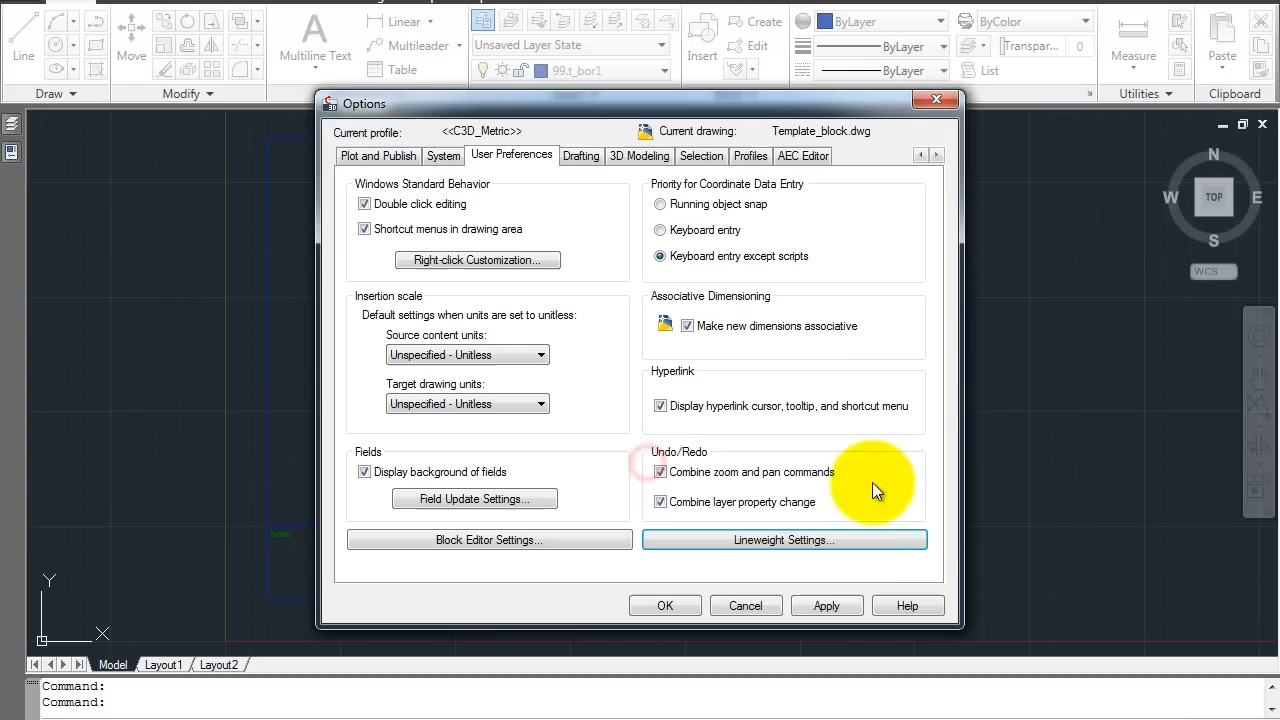 Linear
Create
ByLayer
ByColor
Line
Move
Multiline Text
Multileader
Unsaved Layer State
Insert
Edit
ByLayer
Transpar...
0
Measure
Paste
Table
99.t_bor1
ByLayer
List
Draw
Modify
Utilities
Clipboard
Options
Current profile:
<<C3D_Metric>>
Current drawing:
Template_block.dwg
Plot and Publish
System
User Preferences
Drafting
3D Modeling
Selection
Profiles
AEC Editor
Windows Standard Behavior
Double click editing
Shortcut menus in drawing area
Right-click Customization...
Insertion scale
Default settings when units are set to unitless:
Source content units:
Unspecified - Unitless
Target drawing units:
Unspecified - Unitless
Fields
Display background of fields
Field Update Settings...
Block Editor Settings...
Priority for Coordinate Data Entry
Running object snap
Keyboard entry
Keyboard entry except scripts
Associative Dimensioning
Make new dimensions associative
Hyperlink
Display hyperlink cursor, tooltip, and shortcut menu
Undo/Redo
Combine zoom and pan commands
Combine layer property change
Lineweight Settings...
OK
Cancel
Apply
Help
N
W
TOP
E
S
WCS
Notes:
Y
X
Model
Layout1
Layout2
Command:
Command: